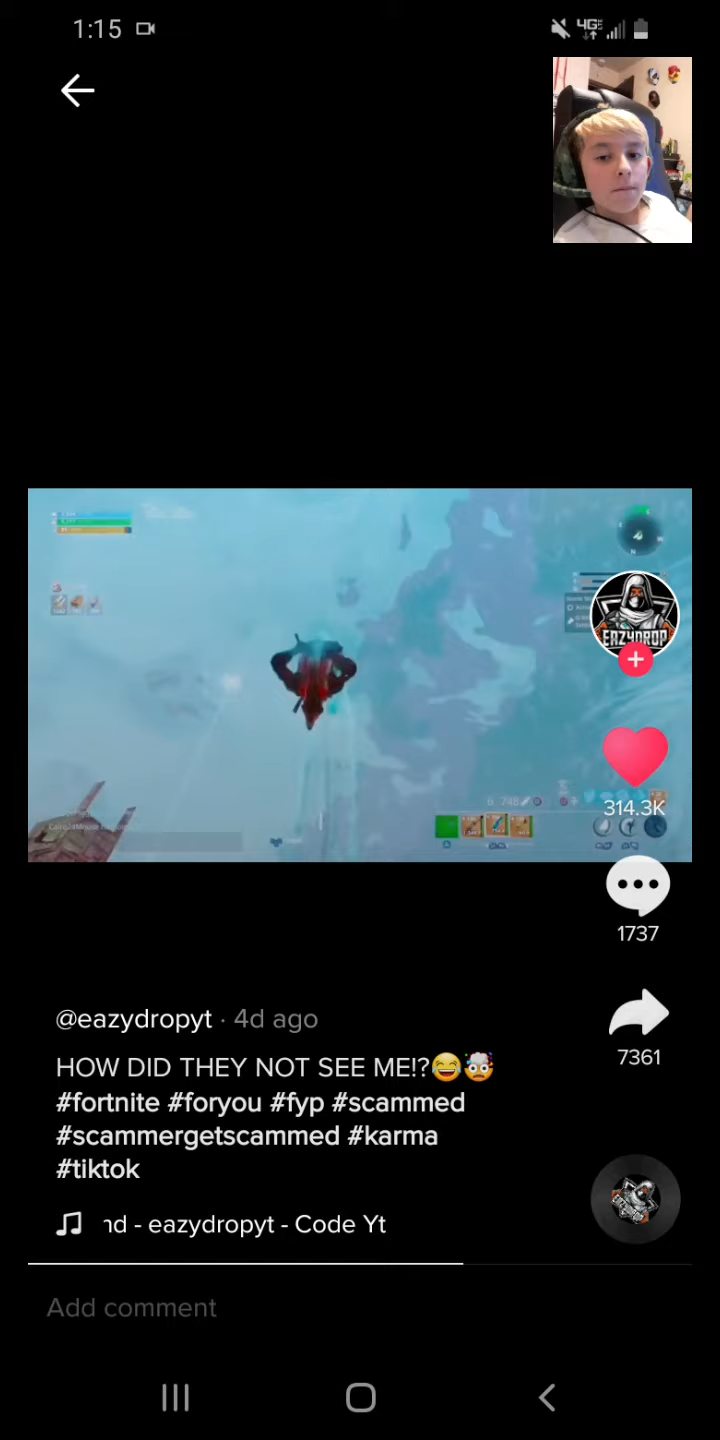 1:15
4G
EAZYDROP
314.3K
1737
7361
@eazydropyt · 4d ago
HOW DID THEY NOT SEE ME!?😂🤯
#fortnite #foryou #fyp #scammed
#scammergetscammed #karma
#tiktok
nd - eazydropyt - Code Yt
Add comment